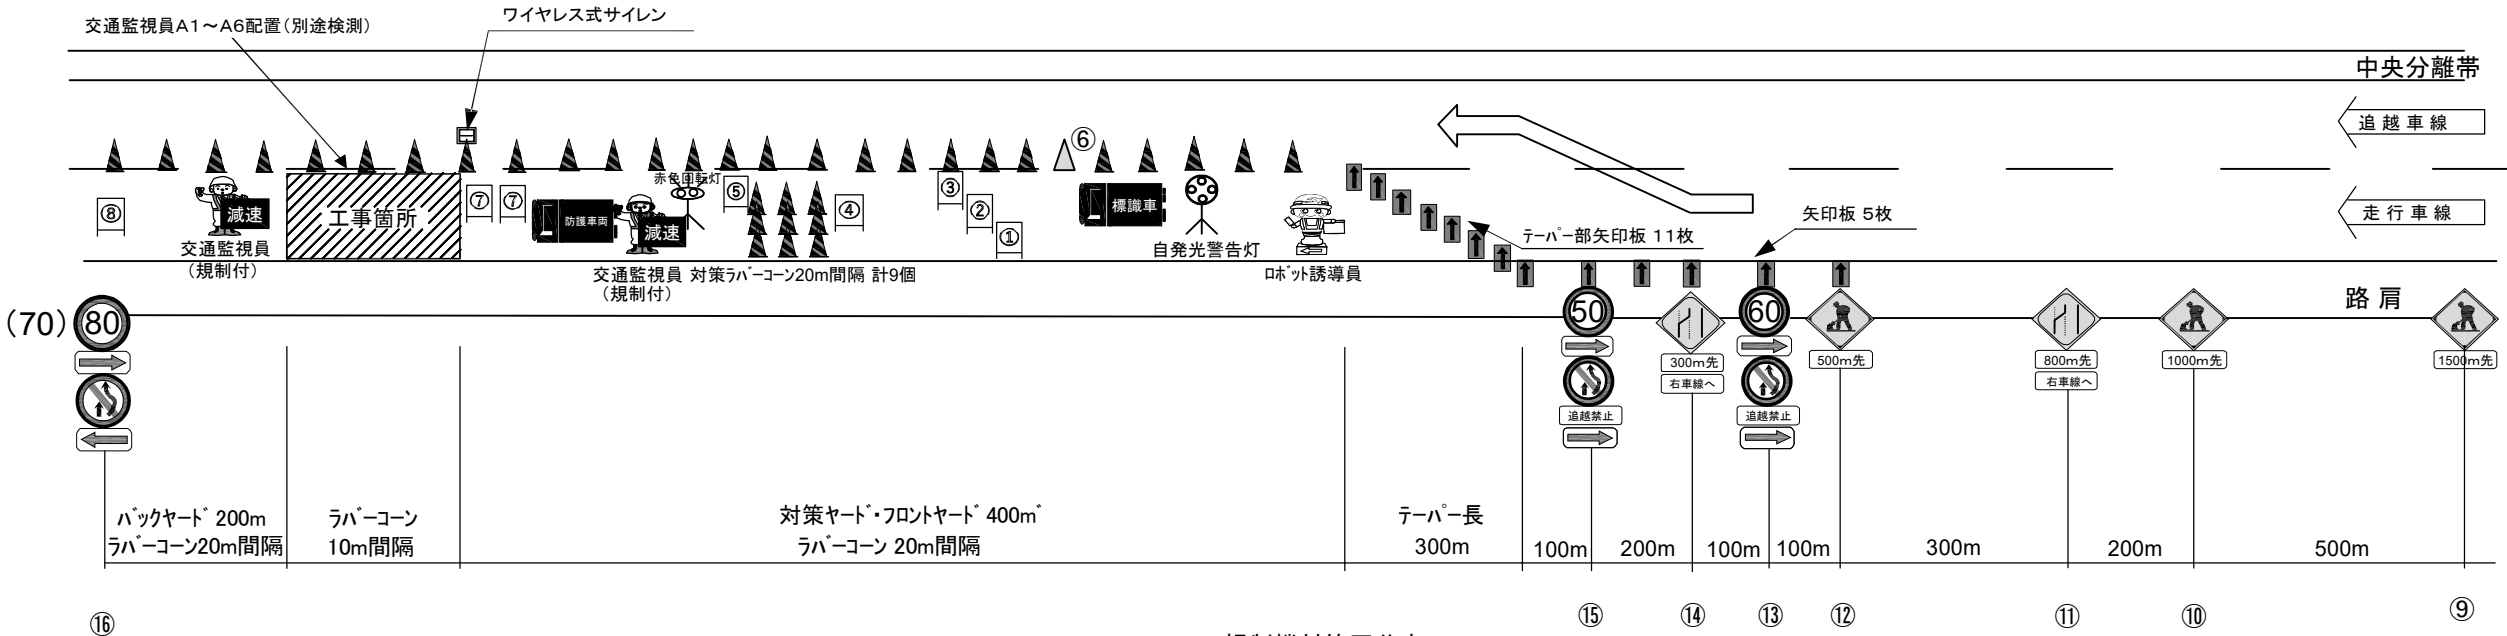 ワイヤレス式サイレン
交通監視員A1～A6配置(別途検測)
中央分離帯
追越車線
⑥
赤色回転灯
走行車線
矢印板 5枚
⑧
減速
工事箇所
⑦
⑦
防護車両
減速
⑤
④
③
②
①
標識車
テーパー部矢印板 11枚
交通監視員
(規制付)
交通監視員
(規制付)
対策ラバーコーン20m間隔 計9個
自発光警告灯
ロボット誘導員
路肩
(70)
80
50
追越禁止
300m先
右車線へ
60
追越禁止
500m先
800m先
右車線へ
1000m先
1500m先
バックヤード 200m
ラバーコーン20m間隔
ラバーコーン
10m間隔
対策ヤード・フロントヤード 400m
ラバーコーン 20m間隔
テーパー長
300m
100m
200m
100m
100m
300m
200m
500m
⑯
⑮
⑭
⑬
⑫
⑪
⑩
⑨